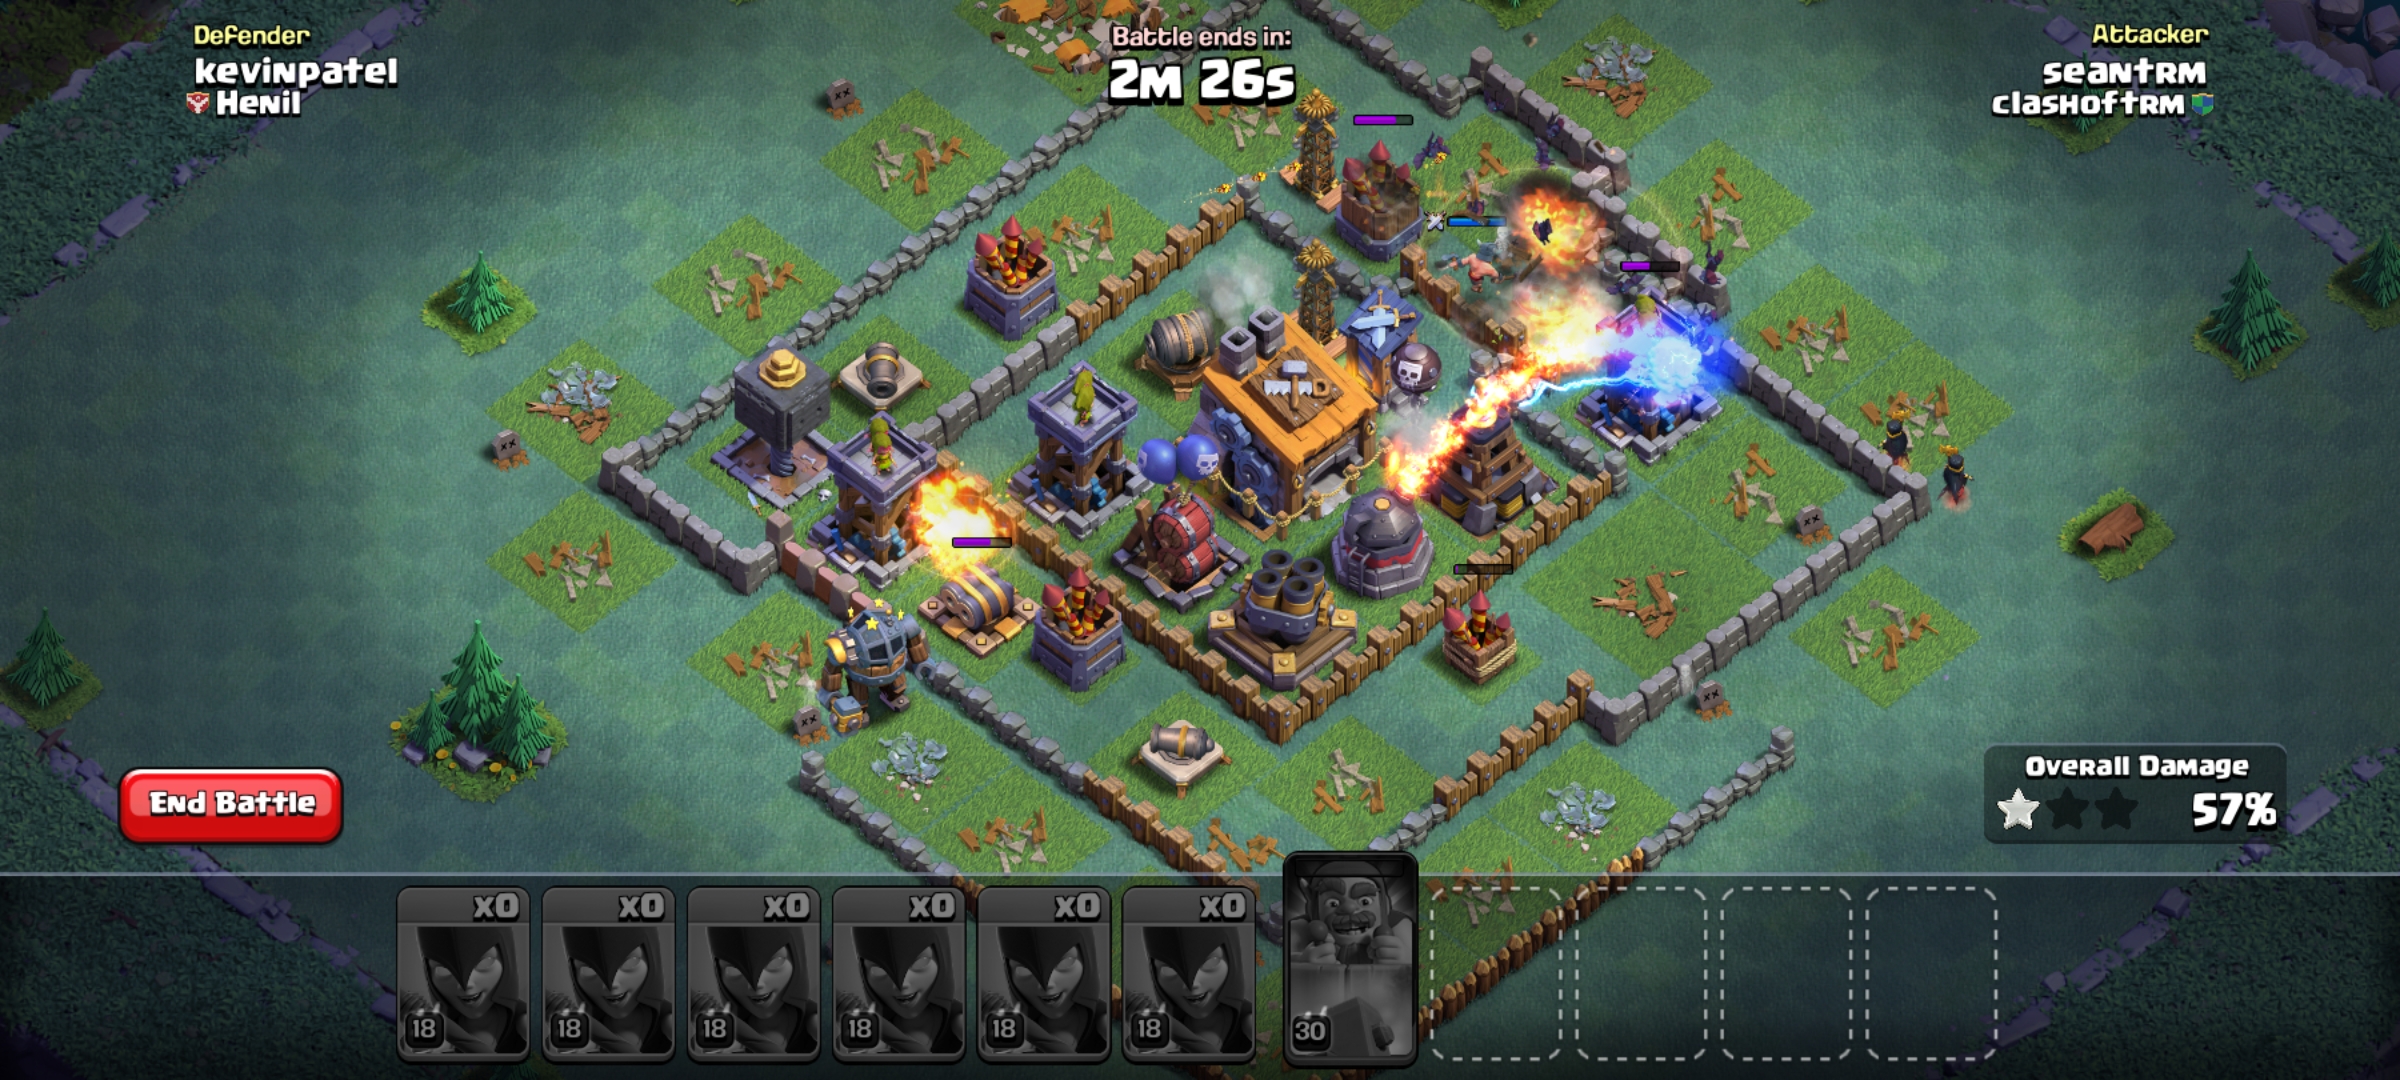 Defender
kevinpatel
Henil
Battle ends in:
2M 26s
Attacker
seantRM
clashoftRM
End Battle
Overall Damage
57%
x0
x0
x0
x0
x0
x0
18
18
18
18
18
18
30